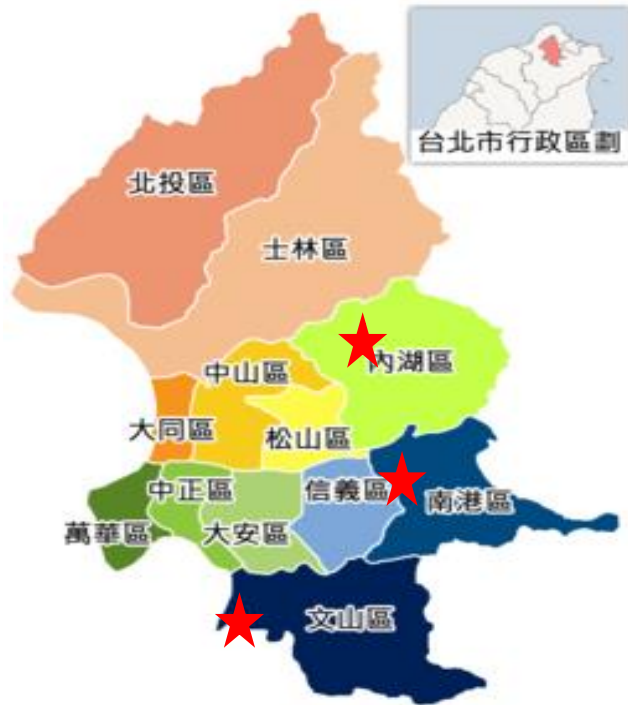 台北市行政區劃
北投區
士林區
內湖區
中山區
大同區
松山區
中正區
信義區
南港區
萬華區
大安區
文山區